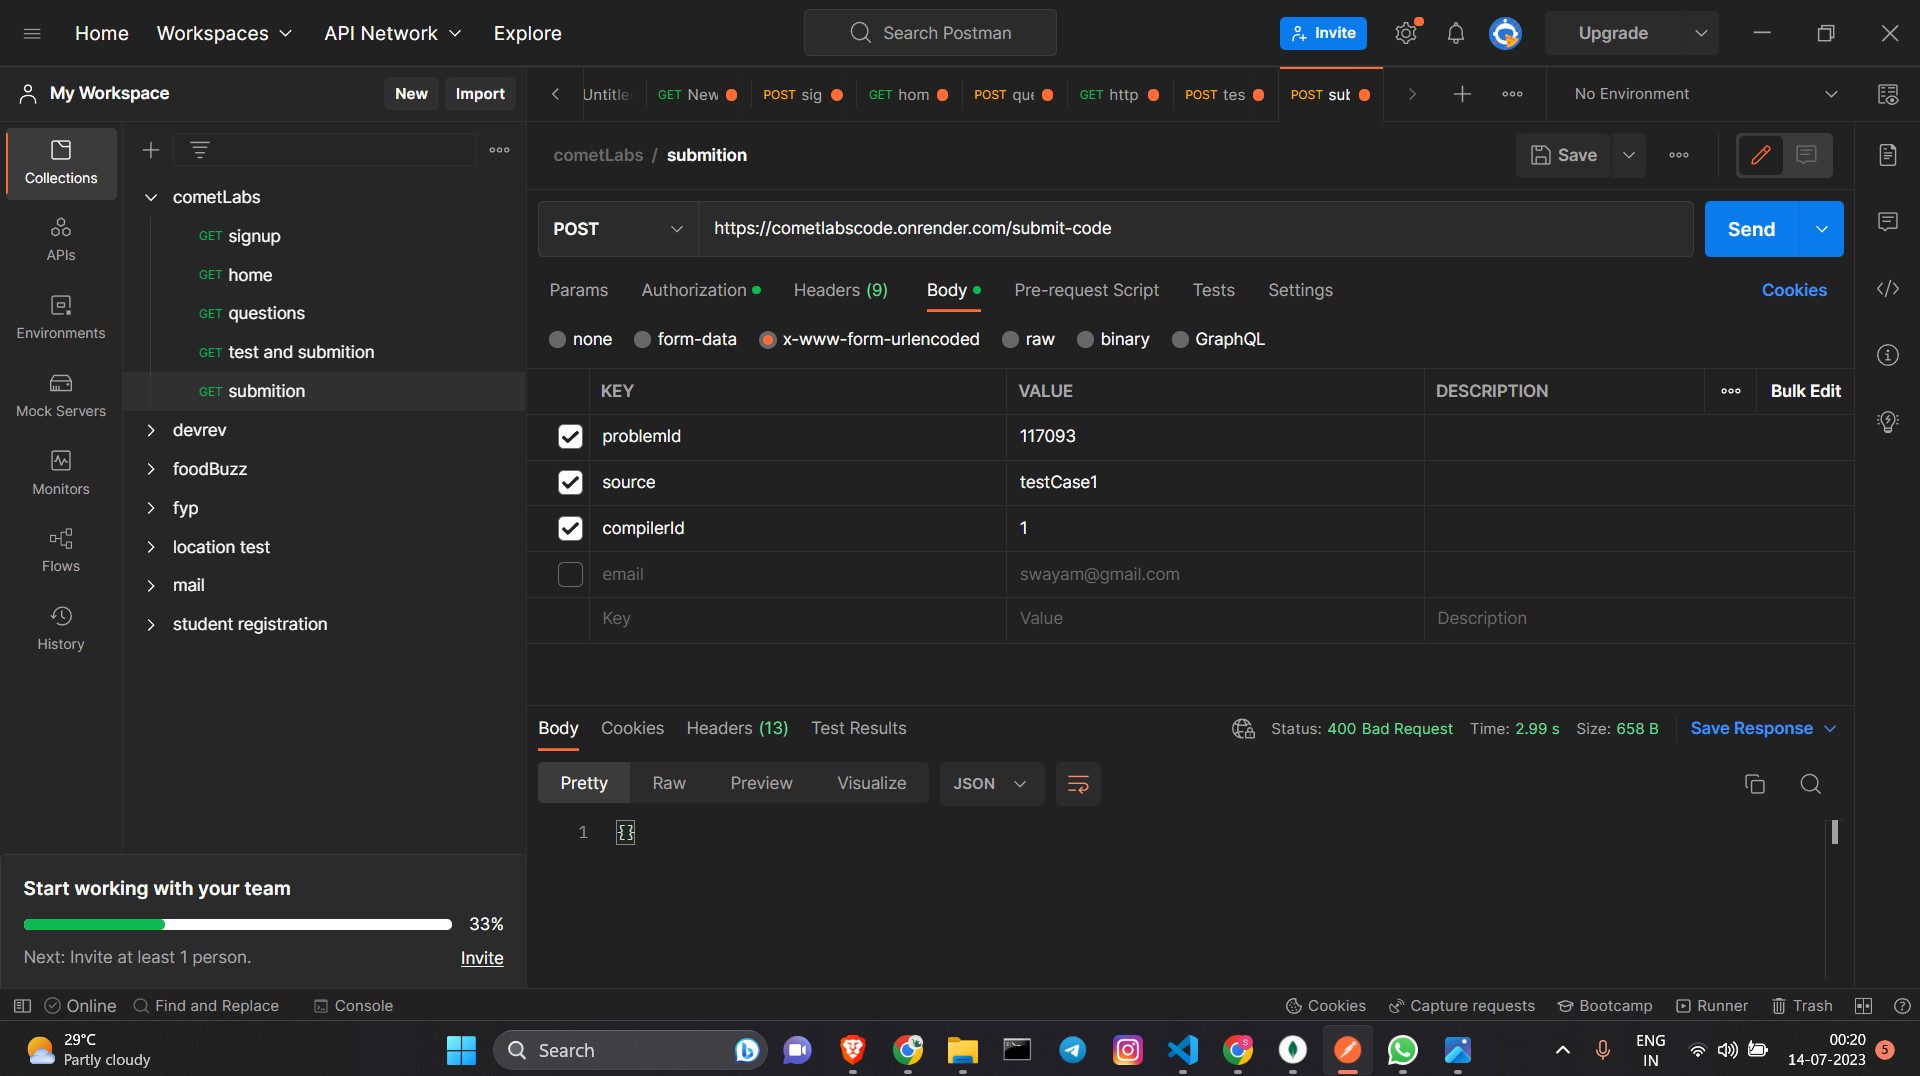 Home Workspaces API Network Explore Search Postman Invite Upgrade
My Workspace New Import Untitle GET New POST sig GET hom POST que GET http POST tes POST sub No Environment
Collections
APIs
Environments
Mock Servers
Monitors
Flows
History
cometLabs
GET signup
GET home
GET questions
GET test and submition
GET submition
devrev
foodBuzz
fyp
location test
mail
student registration
Start working with your team
33%
Next: Invite at least 1 person. Invite
cometLabs / submition Save
POST https://cometlabscode.onrender.com/submit-code Send
Params Authorization Headers (9) Body Pre-request Script Tests Settings Cookies
none form-data x-www-form-urlencoded raw binary GraphQL
KEY VALUE DESCRIPTION Bulk Edit
problemId 117093
source testCase1
compilerId 1
email swayam@gmail.com
Key Value Description
Body Cookies Headers (13) Test Results Status: 400 Bad Request Time: 2.99 s Size: 658 B Save Response
Pretty Raw Preview Visualize JSON
1 {}
Online Find and Replace Console Cookies Capture requests Bootcamp Runner Trash
29°C
Partly cloudy
Search
ENG
IN
00:20
14-07-2023
5